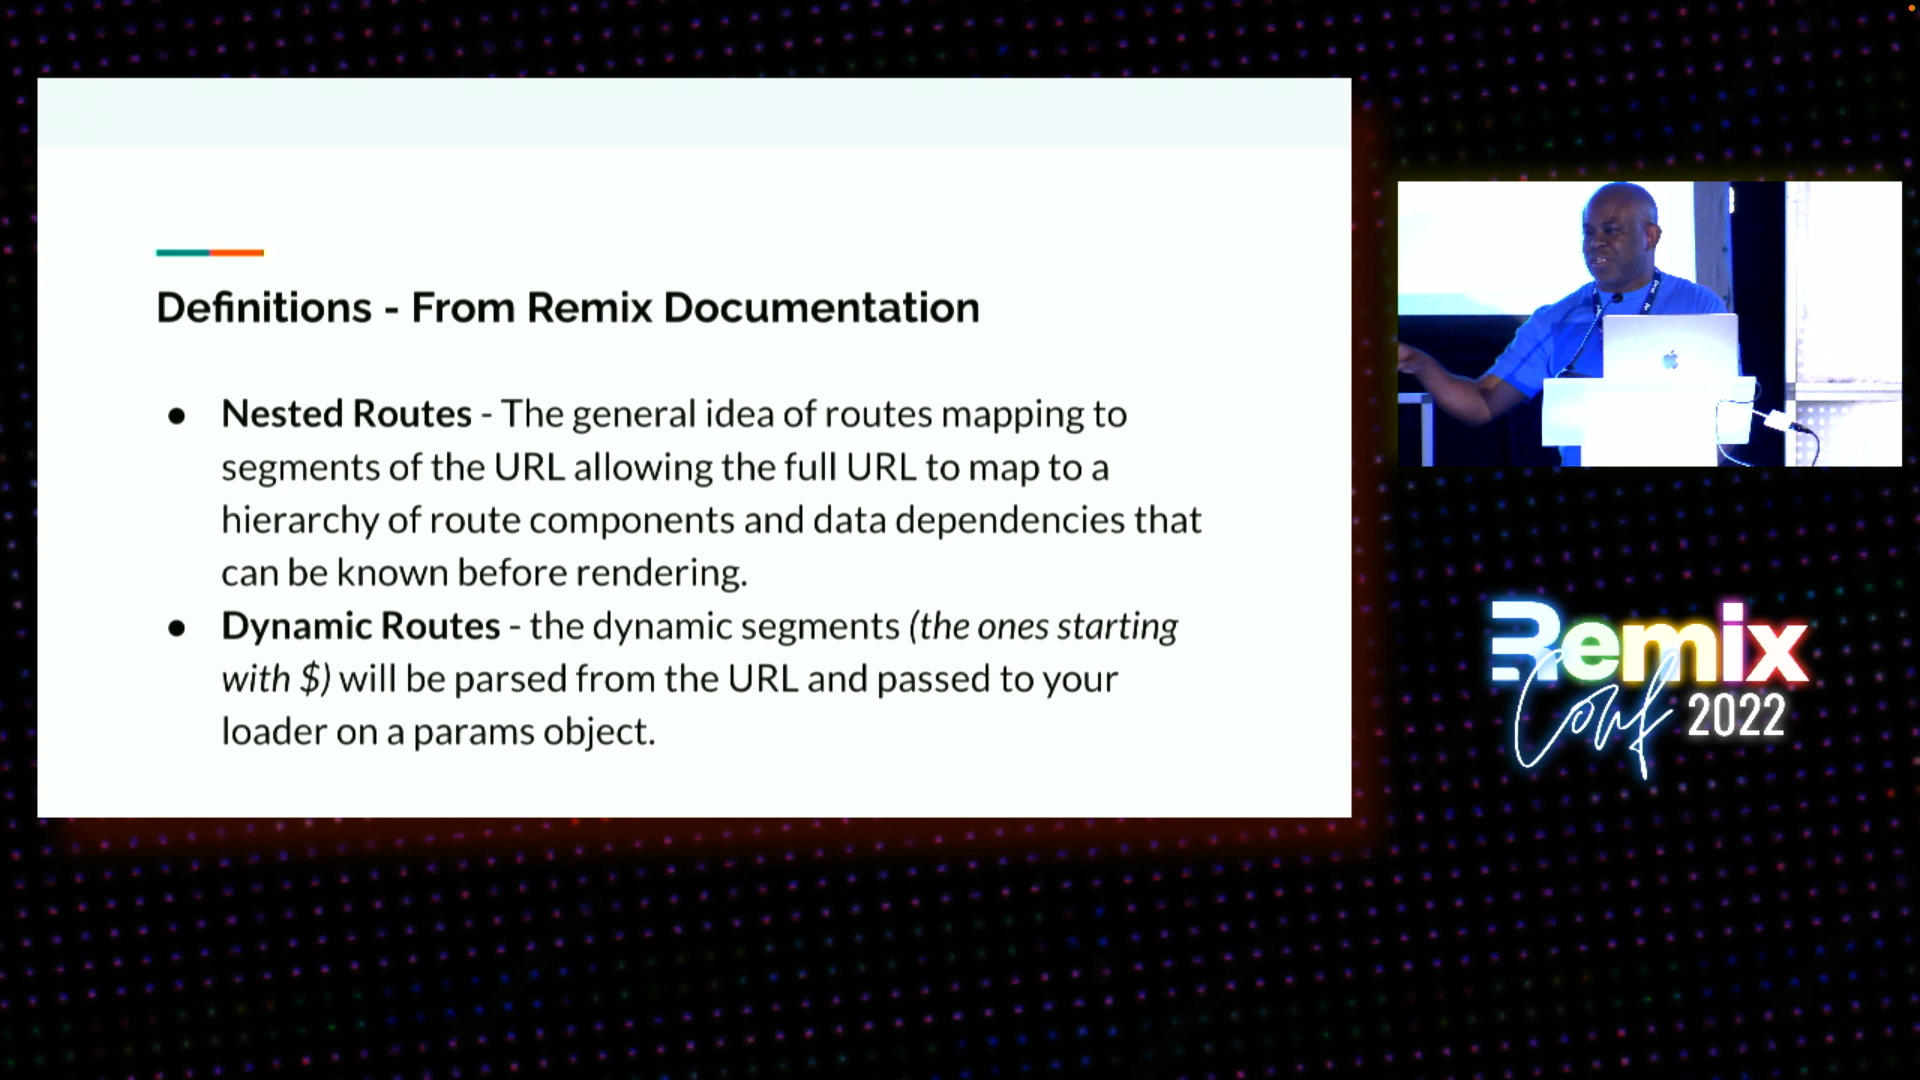 Definitions - From Remix Documentation
● Nested Routes - The general idea of routes mapping to
segments of the URL allowing the full URL to map to a
hierarchy of route components and data dependencies that
can be known before rendering.
● Dynamic Routes - the dynamic segments (the ones starting
with $) will be parsed from the URL and passed to your
loader on a params object.
Remix
Conf 2022